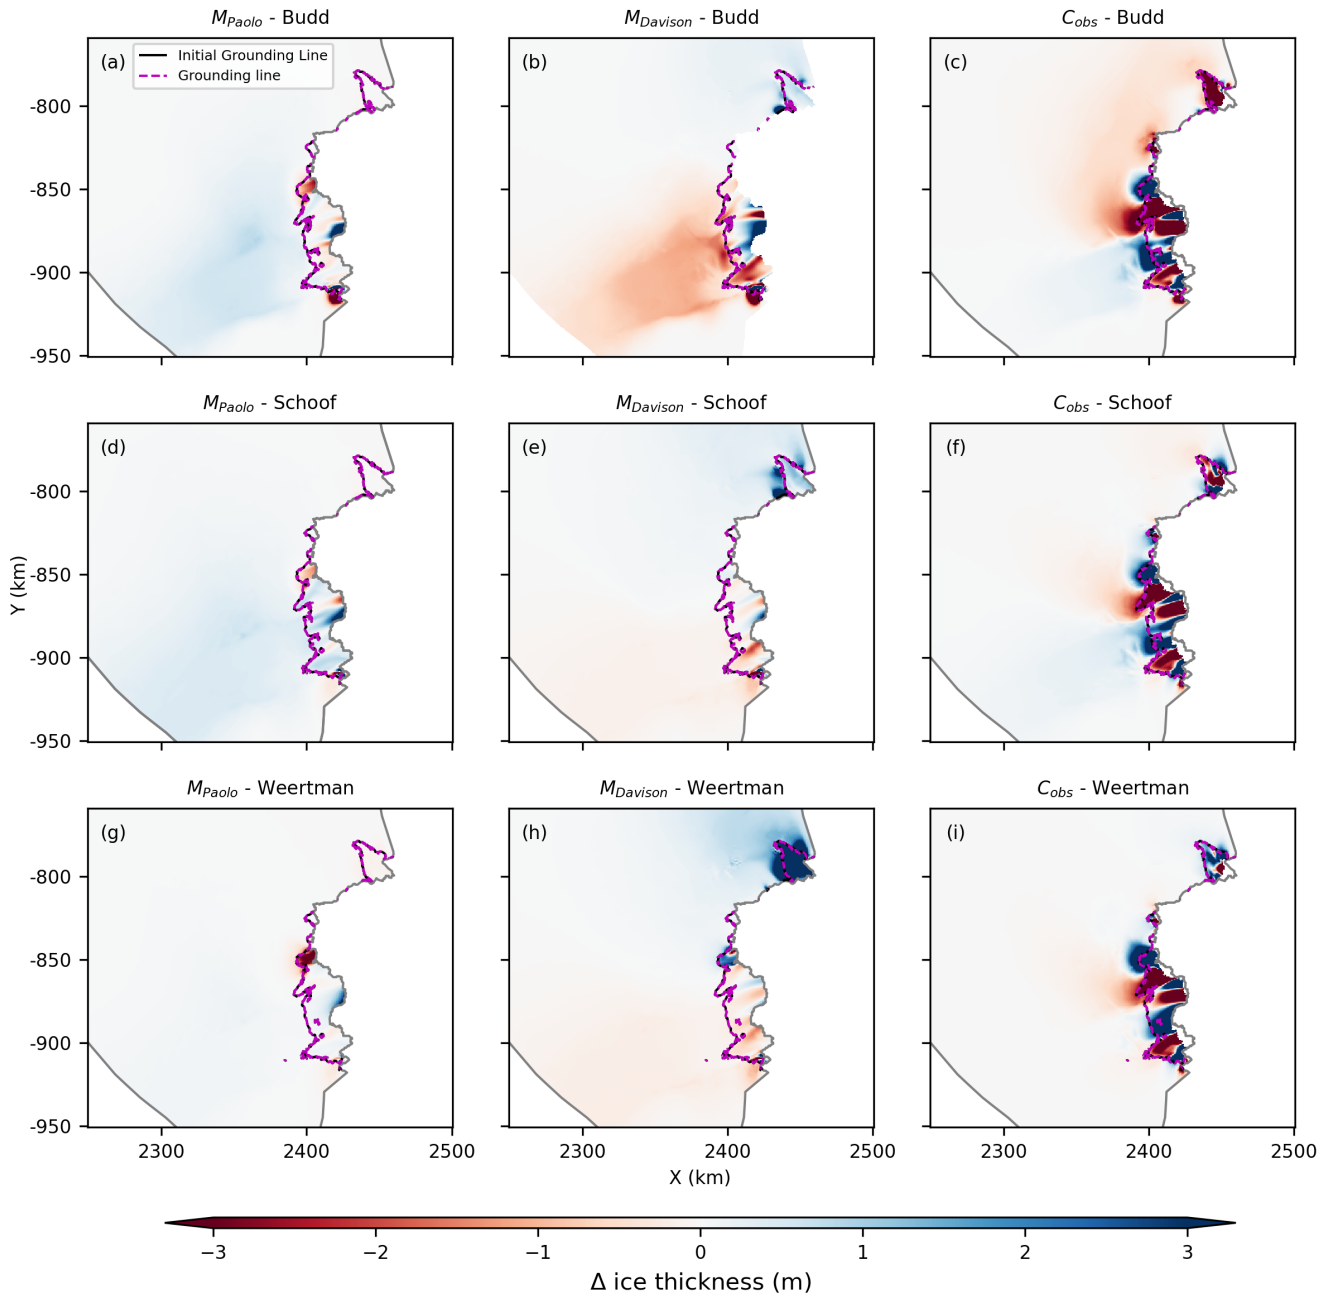 M_Paolo - Budd
M_Davison - Budd
C_obs - Budd
(a)
Initial Grounding Line
Grounding line
(b)
(c)
-800
-850
-900
-950
M_Paolo - Schoof
M_Davison - Schoof
C_obs - Schoof
(d)
(e)
(f)
-800
-850
-900
-950
Y (km)
M_Paolo - Weertman
M_Davison - Weertman
C_obs - Weertman
(g)
(h)
(i)
-800
-850
-900
-950
2300 2400 2500
2300 2400 2500
2300 2400 2500
X (km)
−3 −2 −1 0 1 2 3
Δ ice thickness (m)